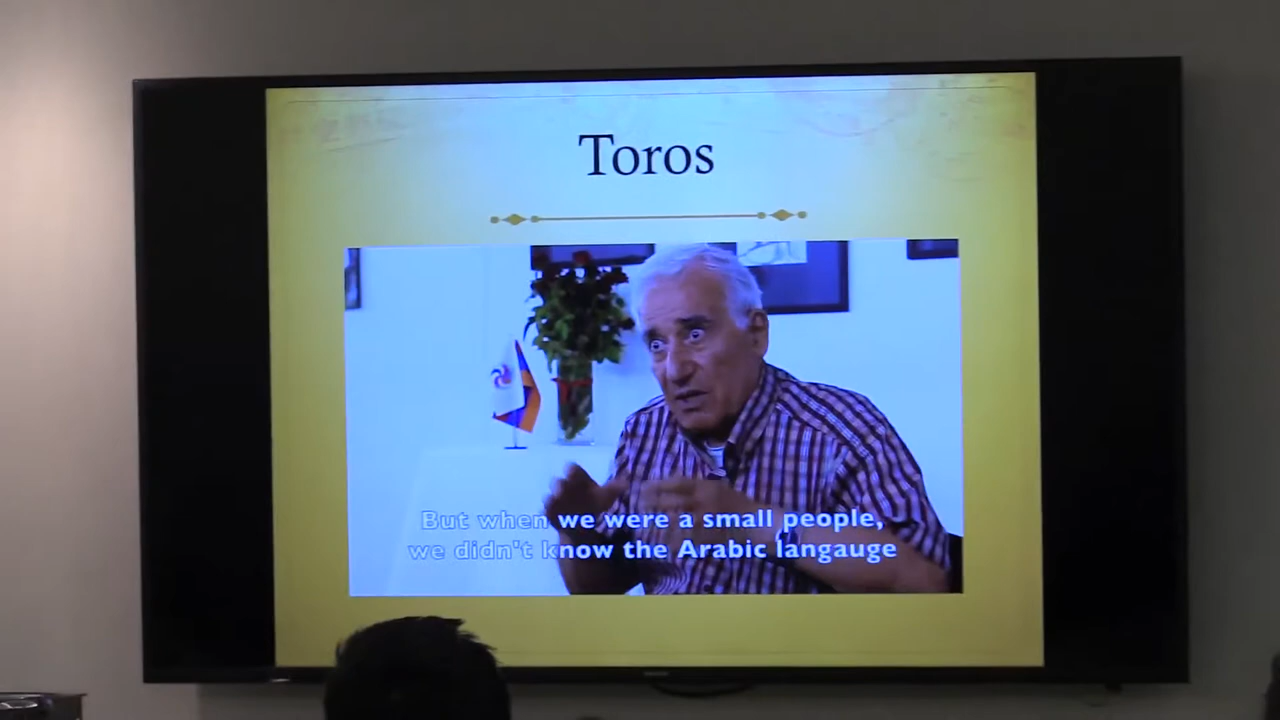 Toros
But when we were a small people,
we didn't know the Arabic langauge